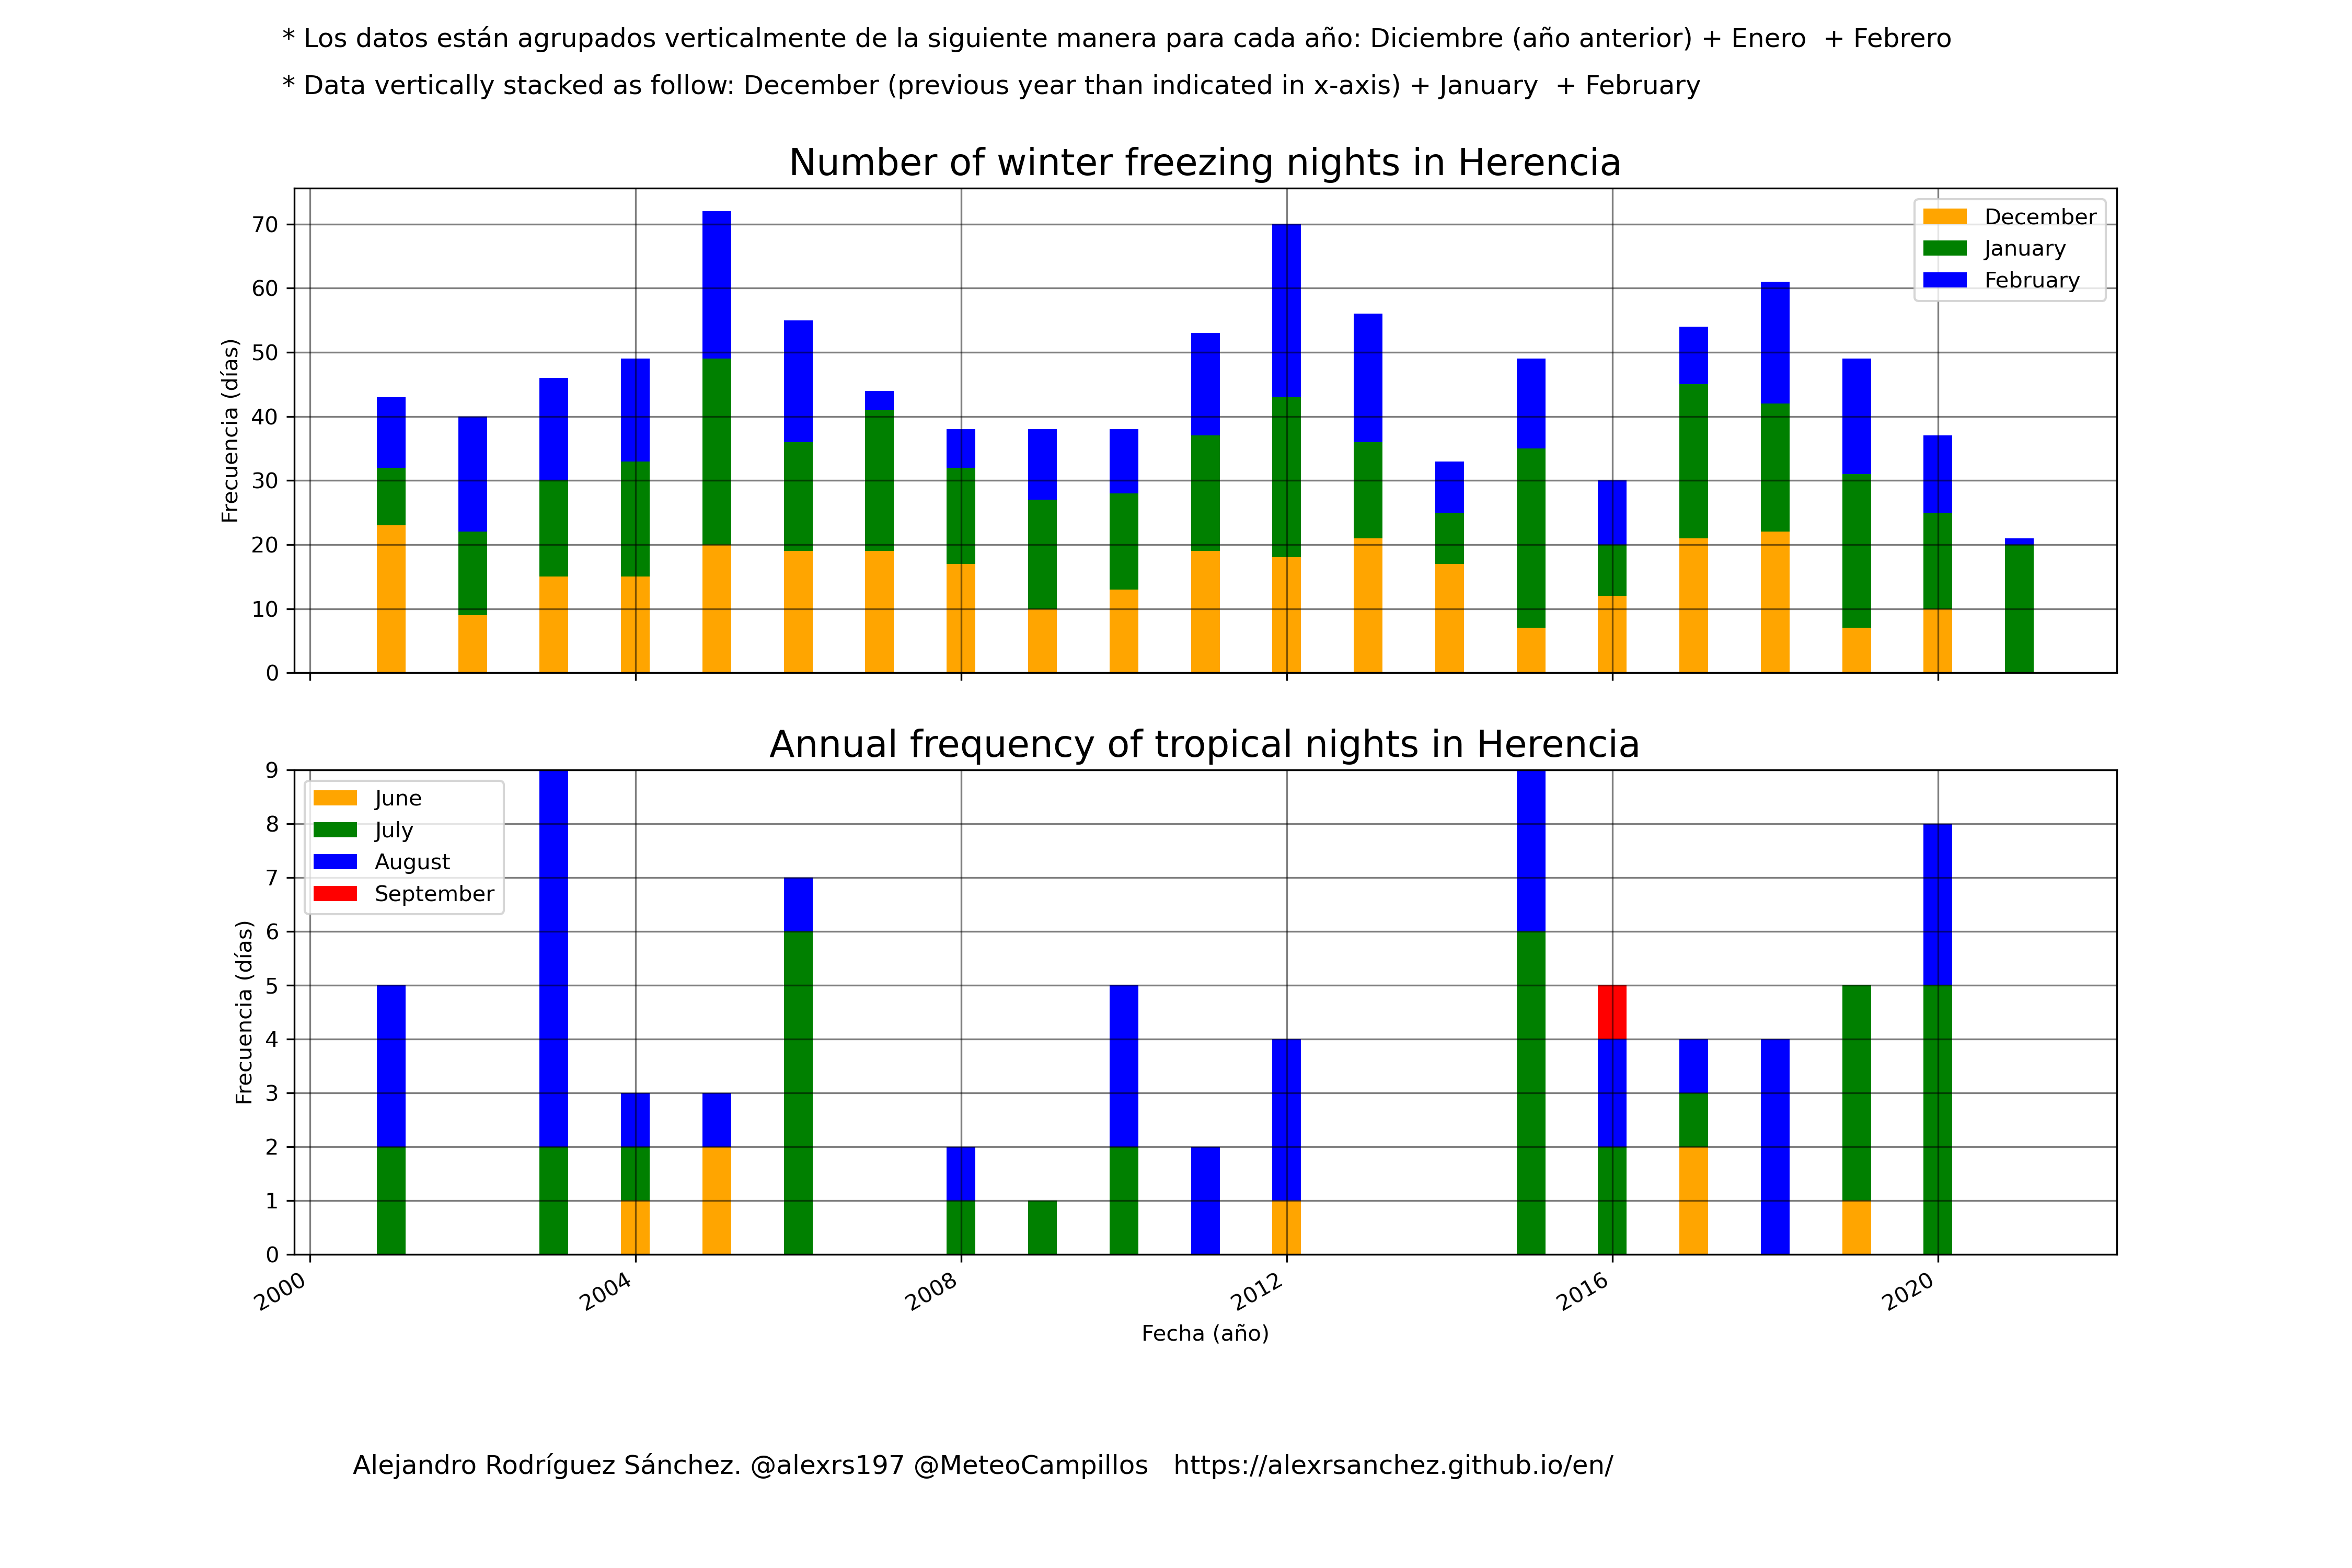 * Los datos están agrupados verticalmente de la siguiente manera para cada año: Diciembre (año anterior) + Enero  + Febrero
* Data vertically stacked as follow: December (previous year than indicated in x-axis) + January  + February
Number of winter freezing nights in Herencia
70
60
50
40
30
20
10
0
Frecuencia (días)
December
January
February
Annual frequency of tropical nights in Herencia
9
8
7
6
5
4
3
2
1
0
Frecuencia (días)
June
July
August
September
2000
2004
2008
2012
2016
2020
Fecha (año)
Alejandro Rodríguez Sánchez. @alexrs197 @MeteoCampillos   https://alexrsanchez.github.io/en/